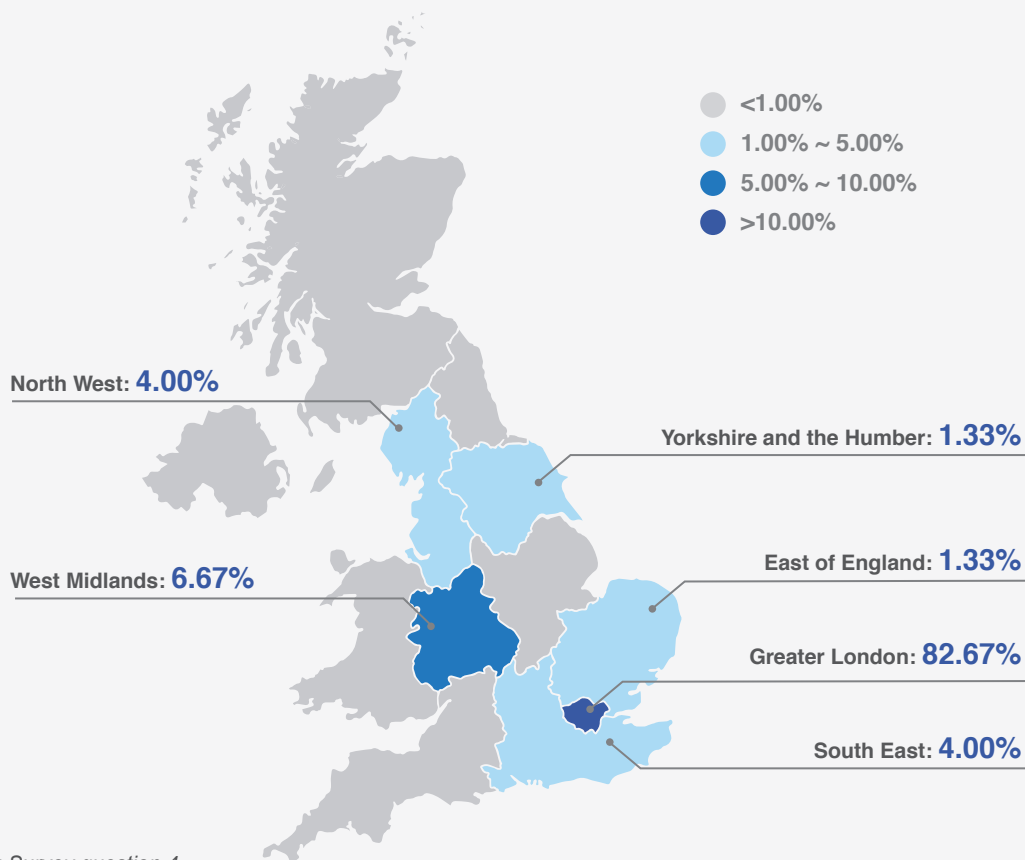 <1.00%
1.00% ~ 5.00%
5.00% ~ 10.00%
>10.00%
North West: 4.00%
Yorkshire and the Humber: 1.33%
East of England: 1.33%
West Midlands: 6.67%
Greater London: 82.67%
South East: 4.00%
Survey question